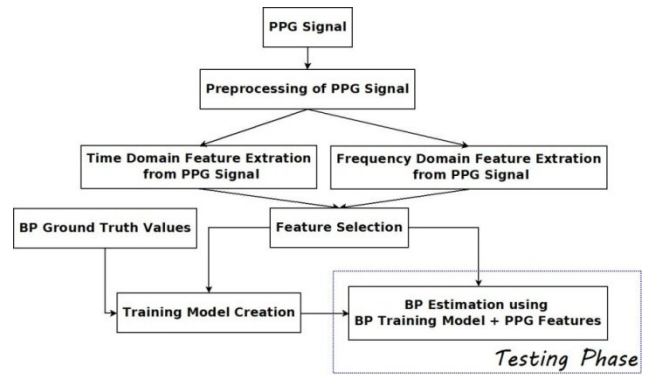 PPG Signal
Preprocessing of PPG Signal
Time Domain Feature Extration
from PPG Signal
Frequency Domain Feature Extration
from PPG Signal
BP Ground Truth Values
Feature Selection
Training Model Creation
BP Estimation using
BP Training Model + PPG Features
Testing Phase